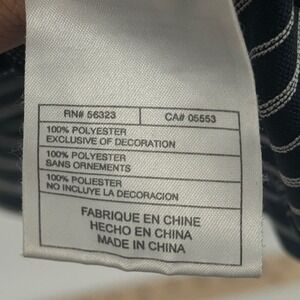 RN# 56323 CA# 05553
100% POLYESTER
EXCLUSIVE OF DECORATION
100% POLYESTER
SANS ORNEMENTS
100% POLIESTER
NO INCLUYE LA DECORACION
FABRIQUE EN CHINE
HECHO EN CHINA
MADE IN CHINA